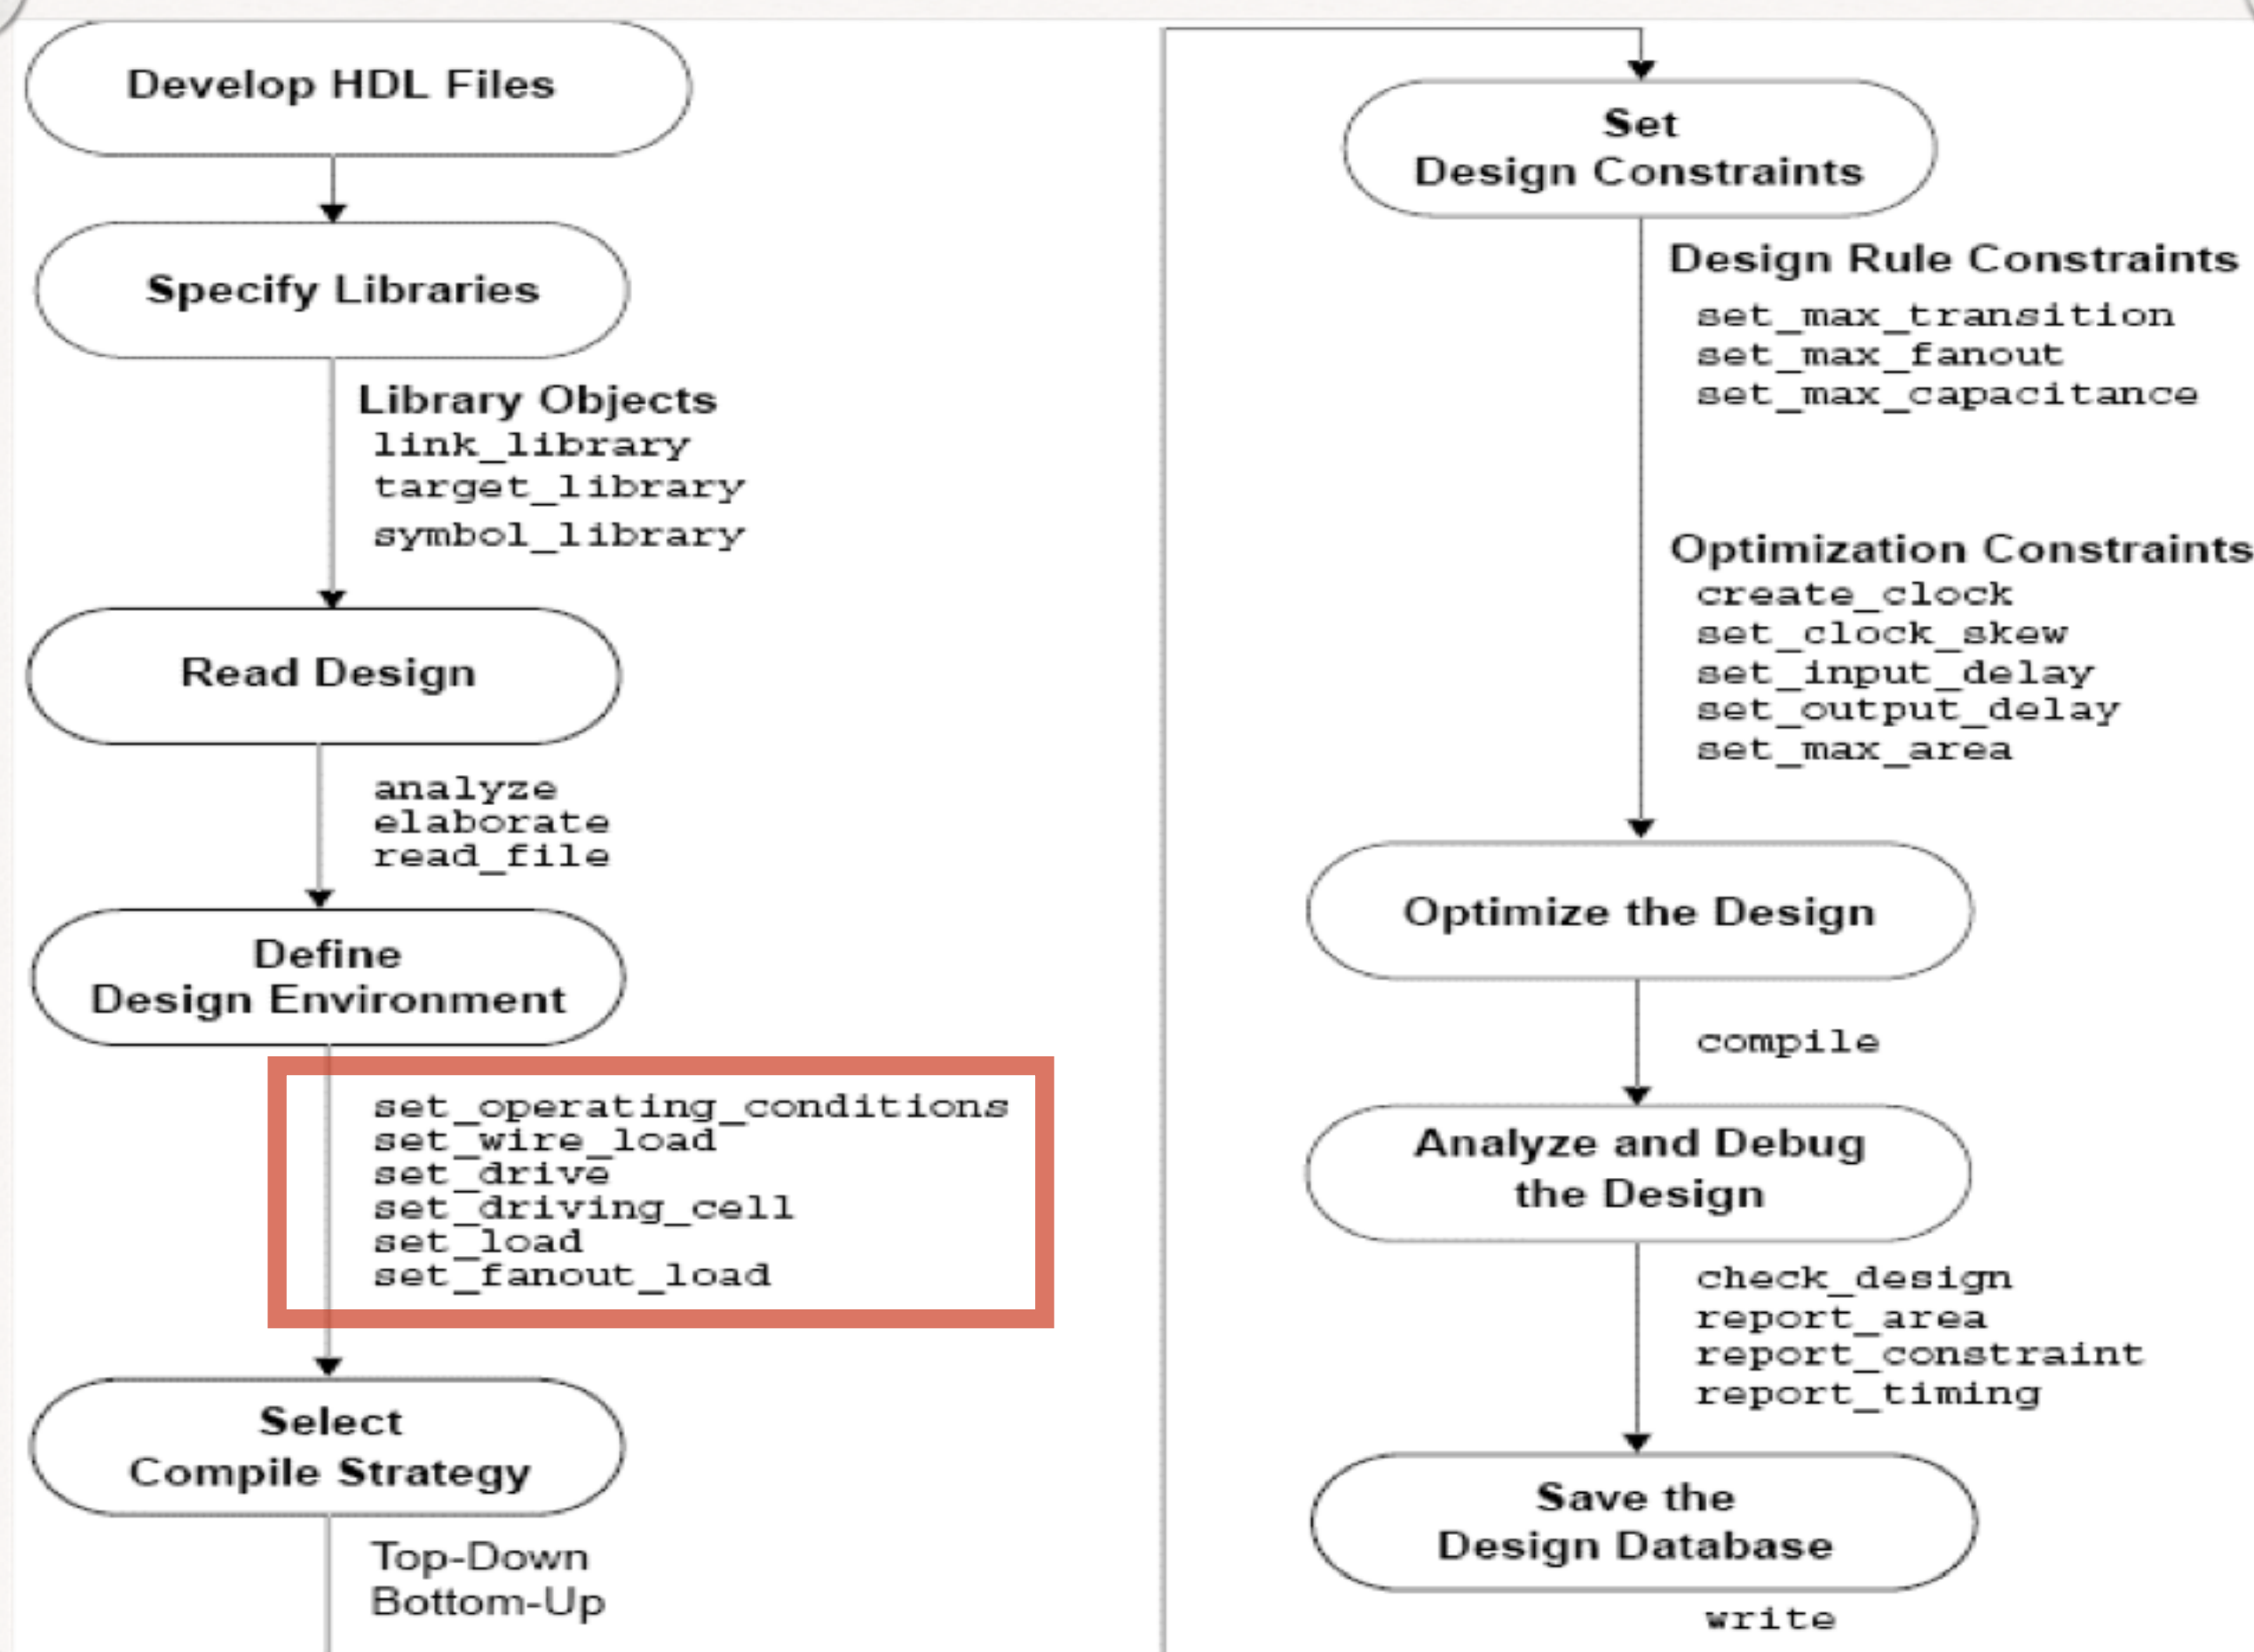 Develop HDL Files
Specify Libraries
Library Objects
link_library
target_library
symbol_library
Read Design
analyze
elaborate
read_file
Define
Design Environment
set_operating_conditions
set_wire_load
set_drive
set_driving_cell
set_load
set_fanout_load
Select
Compile Strategy
Top-Down
Bottom-Up
Set
Design Constraints
Design Rule Constraints
set_max_transition
set_max_fanout
set_max_capacitance
Optimization Constraints
create_clock
set_clock_skew
set_input_delay
set_output_delay
set_max_area
Optimize the Design
compile
Analyze and Debug
the Design
check_design
report_area
report_constraint
report_timing
Save the
Design Database
write